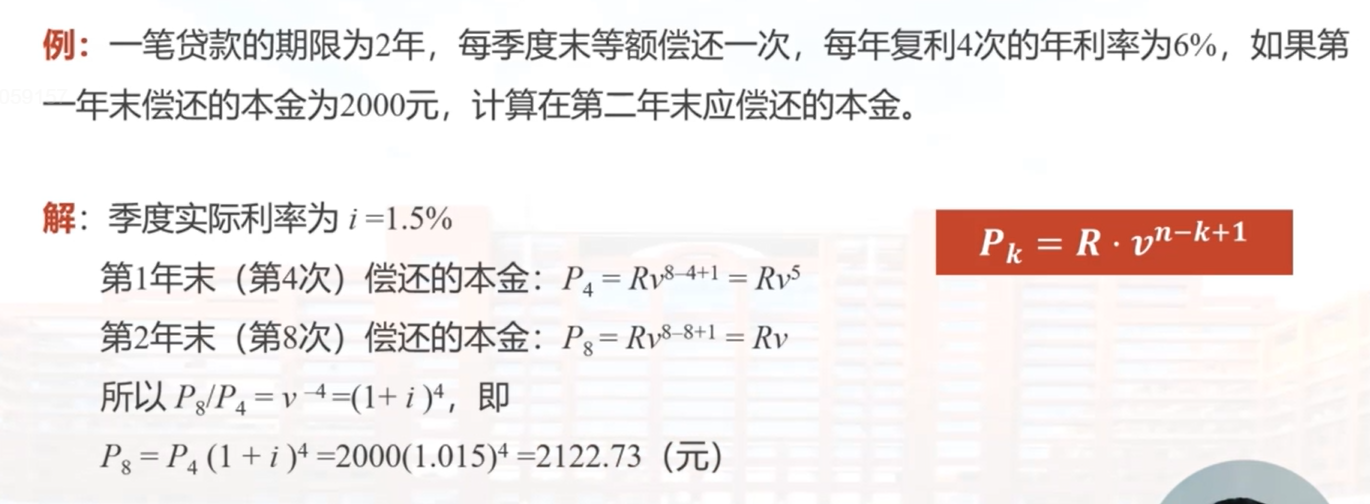 例：一笔贷款的期限为2年，每季度末等额偿还一次，每年复利4次的年利率为6%，如果第
一年末偿还的本金为2000元，计算在第二年末应偿还的本金。
解：季度实际利率为 i =1.5%
P_k = R · v^{n−k+1}
第1年末（第4次）偿还的本金：P_4 = Rv^{8–4+1} = Rv^5
第2年末（第8次）偿还的本金：P_8 = Rv^{8–8+1} = Rv
所以 P_8/P_4 = v^{–4} =(1+ i )^4，即
P_8 = P_4 (1 + i )^4 =2000(1.015)^4 =2122.73（元）